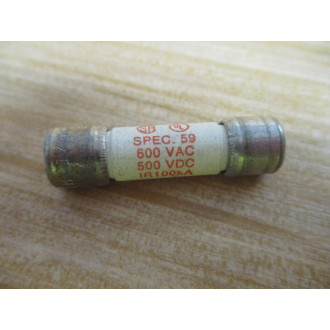 SPEC. 59
600 VAC
500 VDC
IR100kA